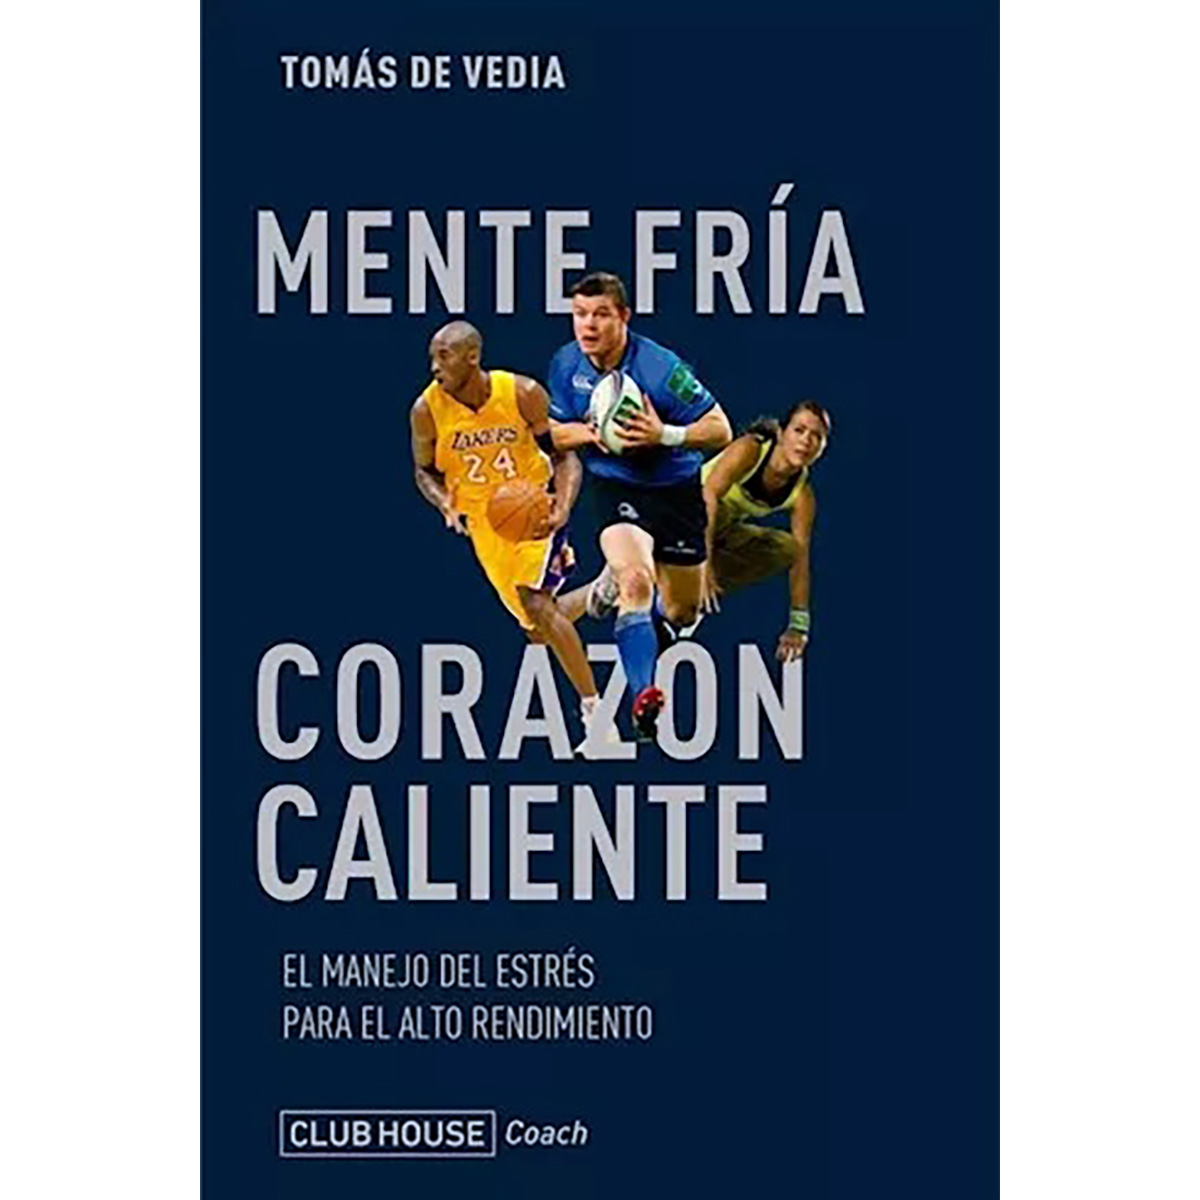 TOMÁS DE VEDIA
MENTE FRÍA
LAKERS
24
CORAZON
CALIENTE
EL MANEJO DEL ESTRÉS
PARA EL ALTO RENDIMIENTO
CLUB HOUSE Coach